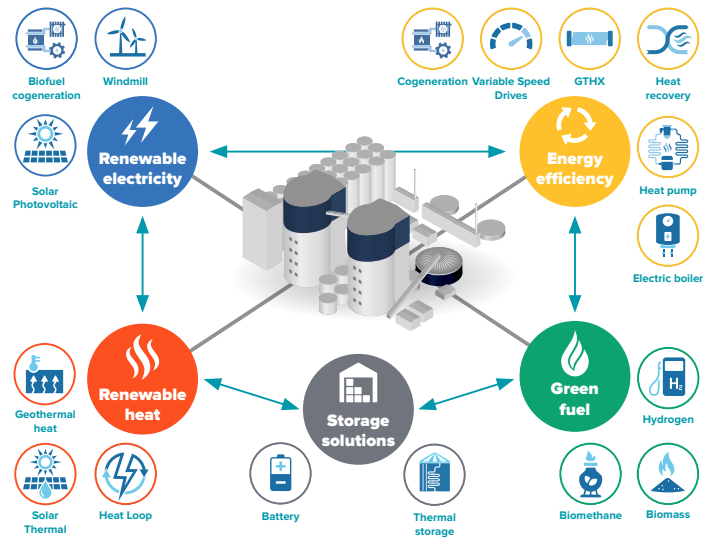 Biofuel
cogeneration
Windmill
Cogeneration
Variable Speed
Drives
GTHX
Heat
recovery
Solar
Photovoltaic
Renewable
electricity
Energy
efficiency
Heat pump
Electric boiler
Geothermal
heat
Renewable
heat
Storage
solutions
Green
fuel
H2
Hydrogen
Solar
Thermal
Heat Loop
Battery
Thermal
storage
Biomethane
Biomass